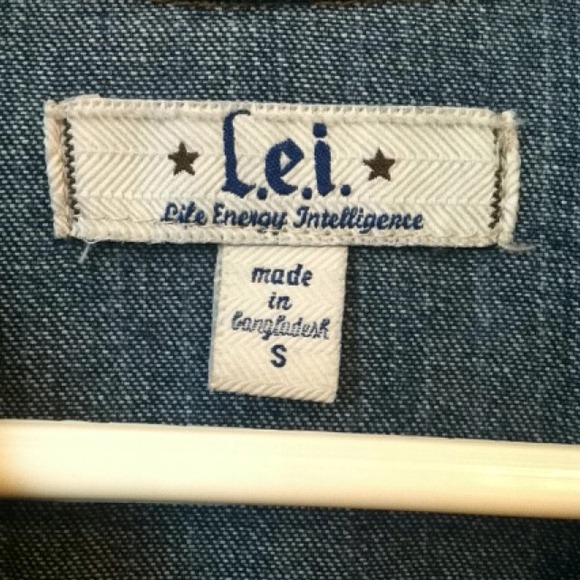 l.e.i.
Life Energy Intelligence
made
in
bangladesh
S